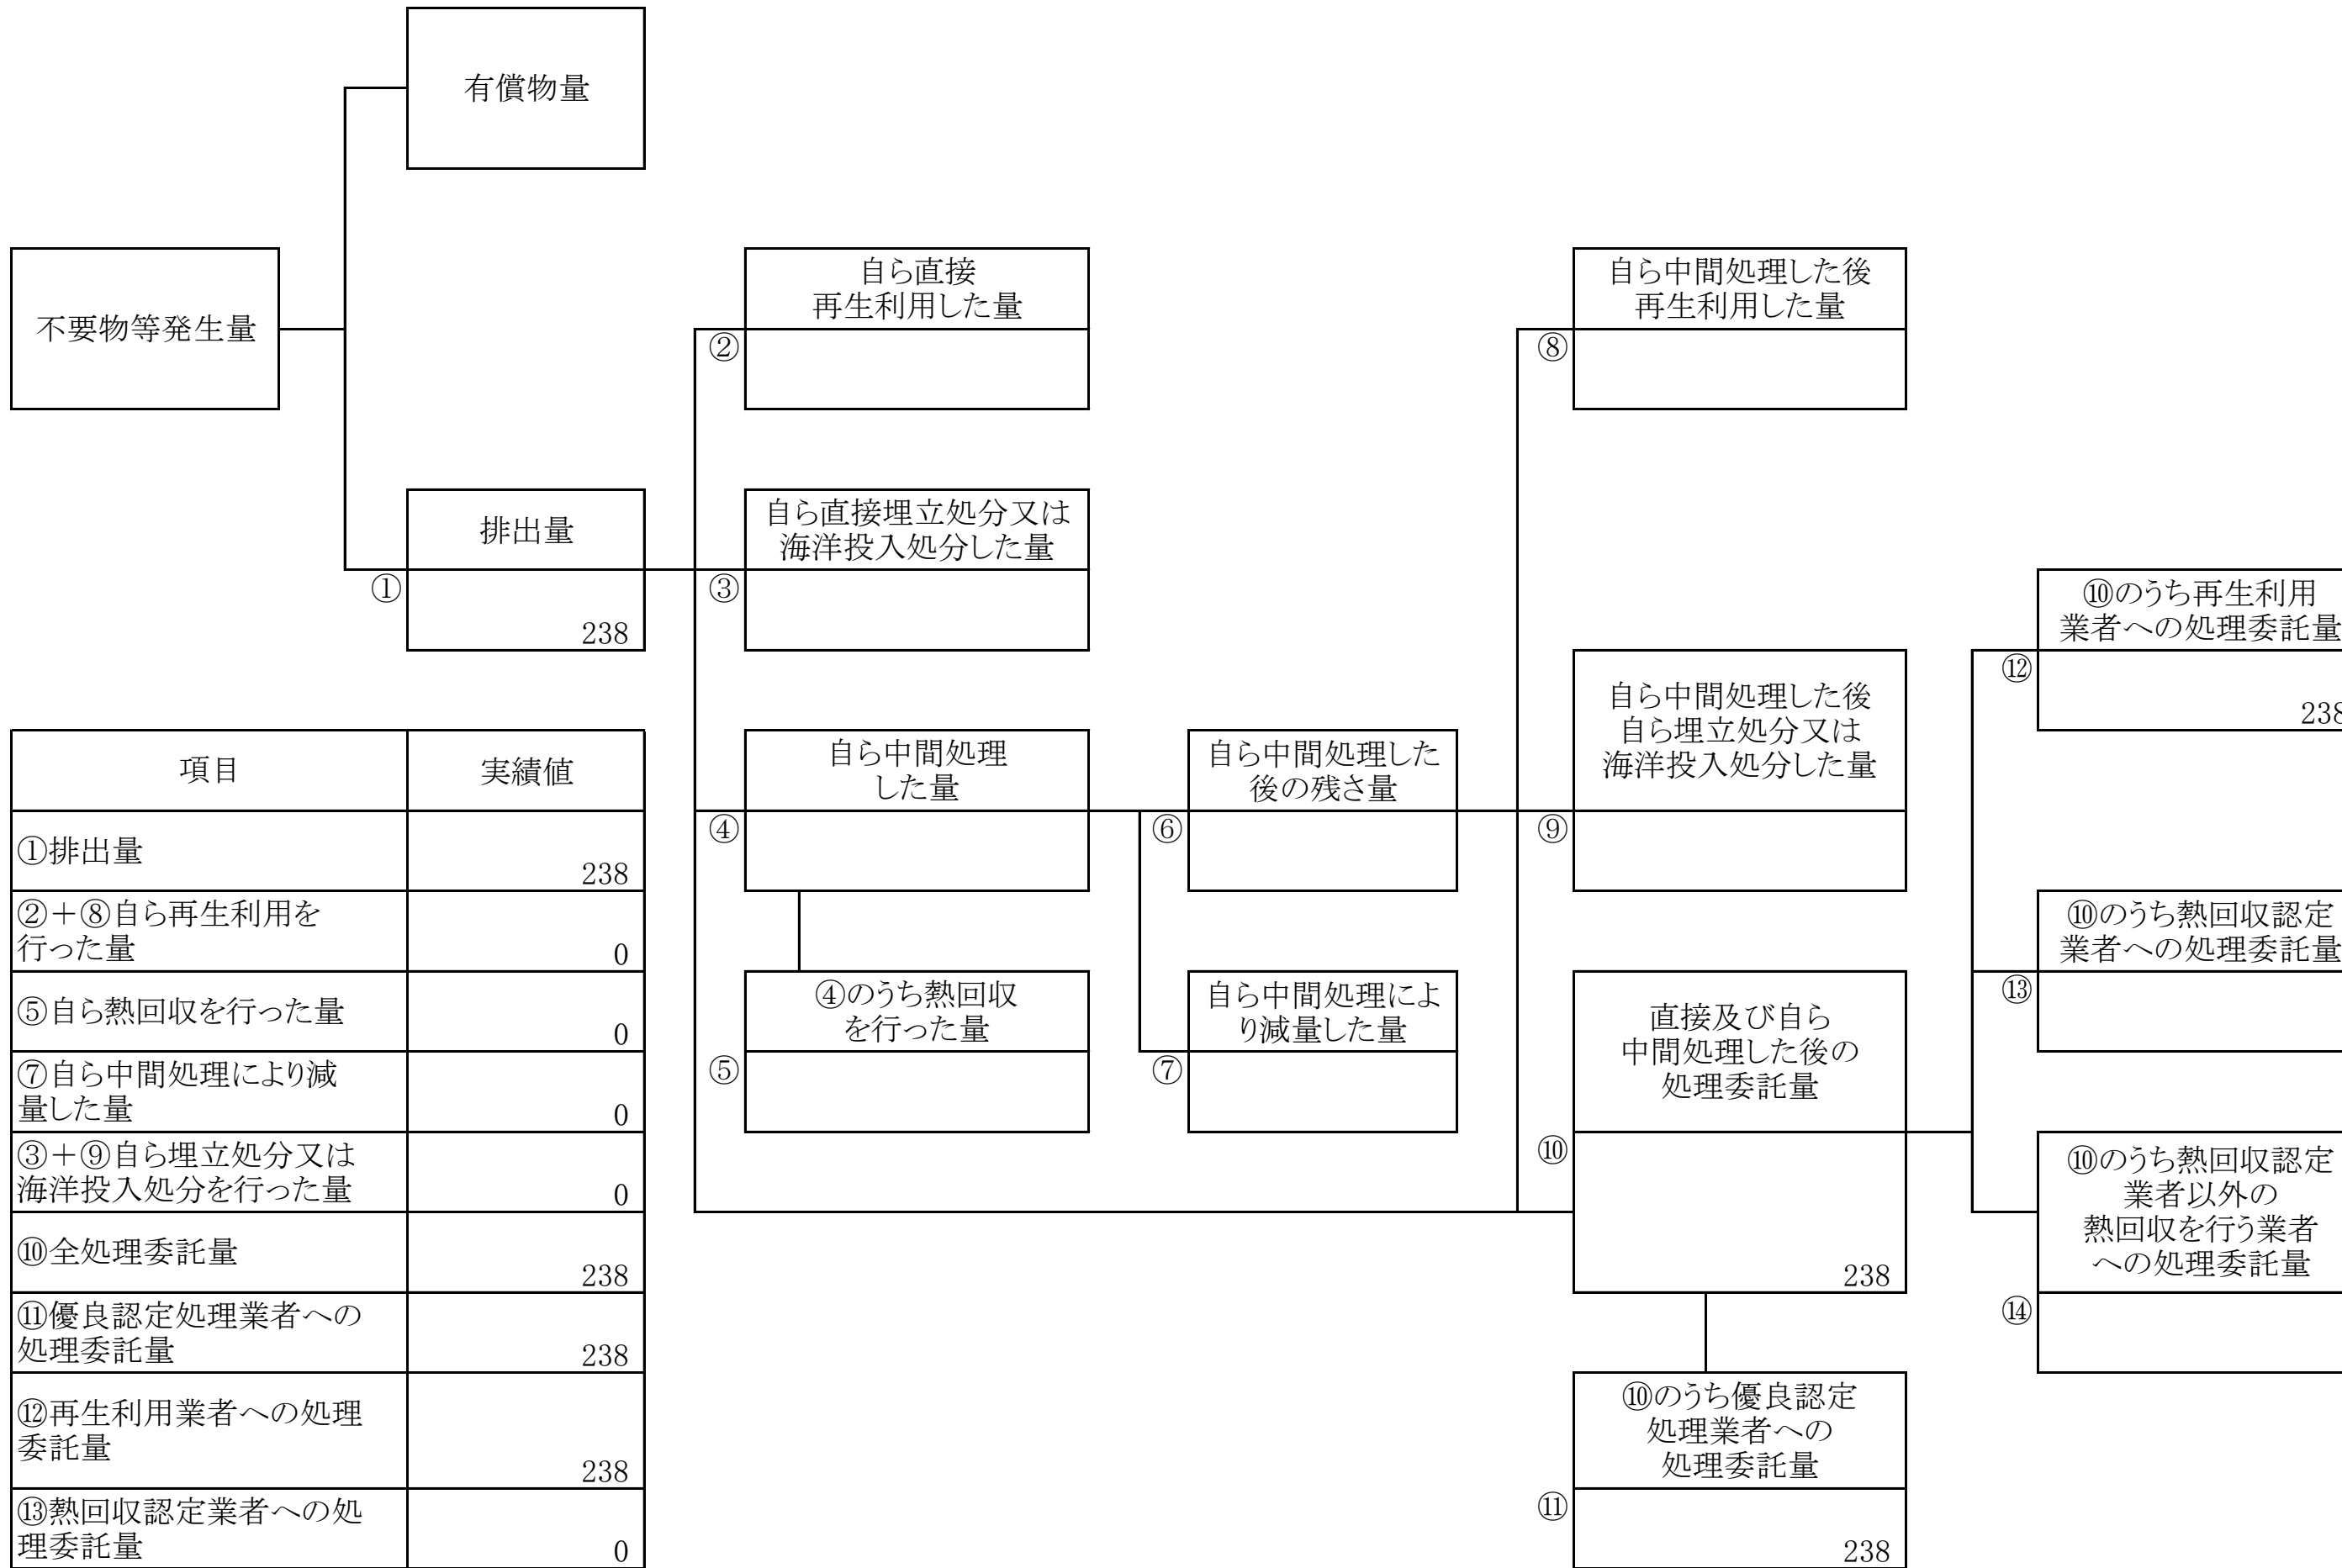 有償物量
不要物等発生量
自ら直接
再生利用した量
②
自ら中間処理した後
再生利用した量
⑧
排出量
①
238
自ら直接埋立処分又は
海洋投入処分した量
③
⑩のうち再生利用
業者への処理委託量
⑫
238
自ら中間処理した後
自ら埋立処分又は
海洋投入処分した量
⑨
自ら中間処理
した量
④
自ら中間処理した
後の残さ量
⑥
⑩のうち熱回収認定
業者への処理委託量
⑬
④のうち熱回収
を行った量
⑤
自ら中間処理によ
り減量した量
⑦
直接及び自ら
中間処理した後の
処理委託量
⑩
238
⑩のうち熱回収認定
業者以外の
熱回収を行う業者
への処理委託量
⑭
⑩のうち優良認定
処理業者への
処理委託量
⑪
238
項目 実績値
①排出量
238
②+⑧自ら再生利用を
行った量 0
⑤自ら熱回収を行った量
0
⑦自ら中間処理により減
量した量 0
③+⑨自ら埋立処分又は
海洋投入処分を行った量 0
⑩全処理委託量
238
⑪優良認定処理業者への
処理委託量 238
⑫再生利用業者への処理
委託量
238
⑬熱回収認定業者への処
理委託量 0